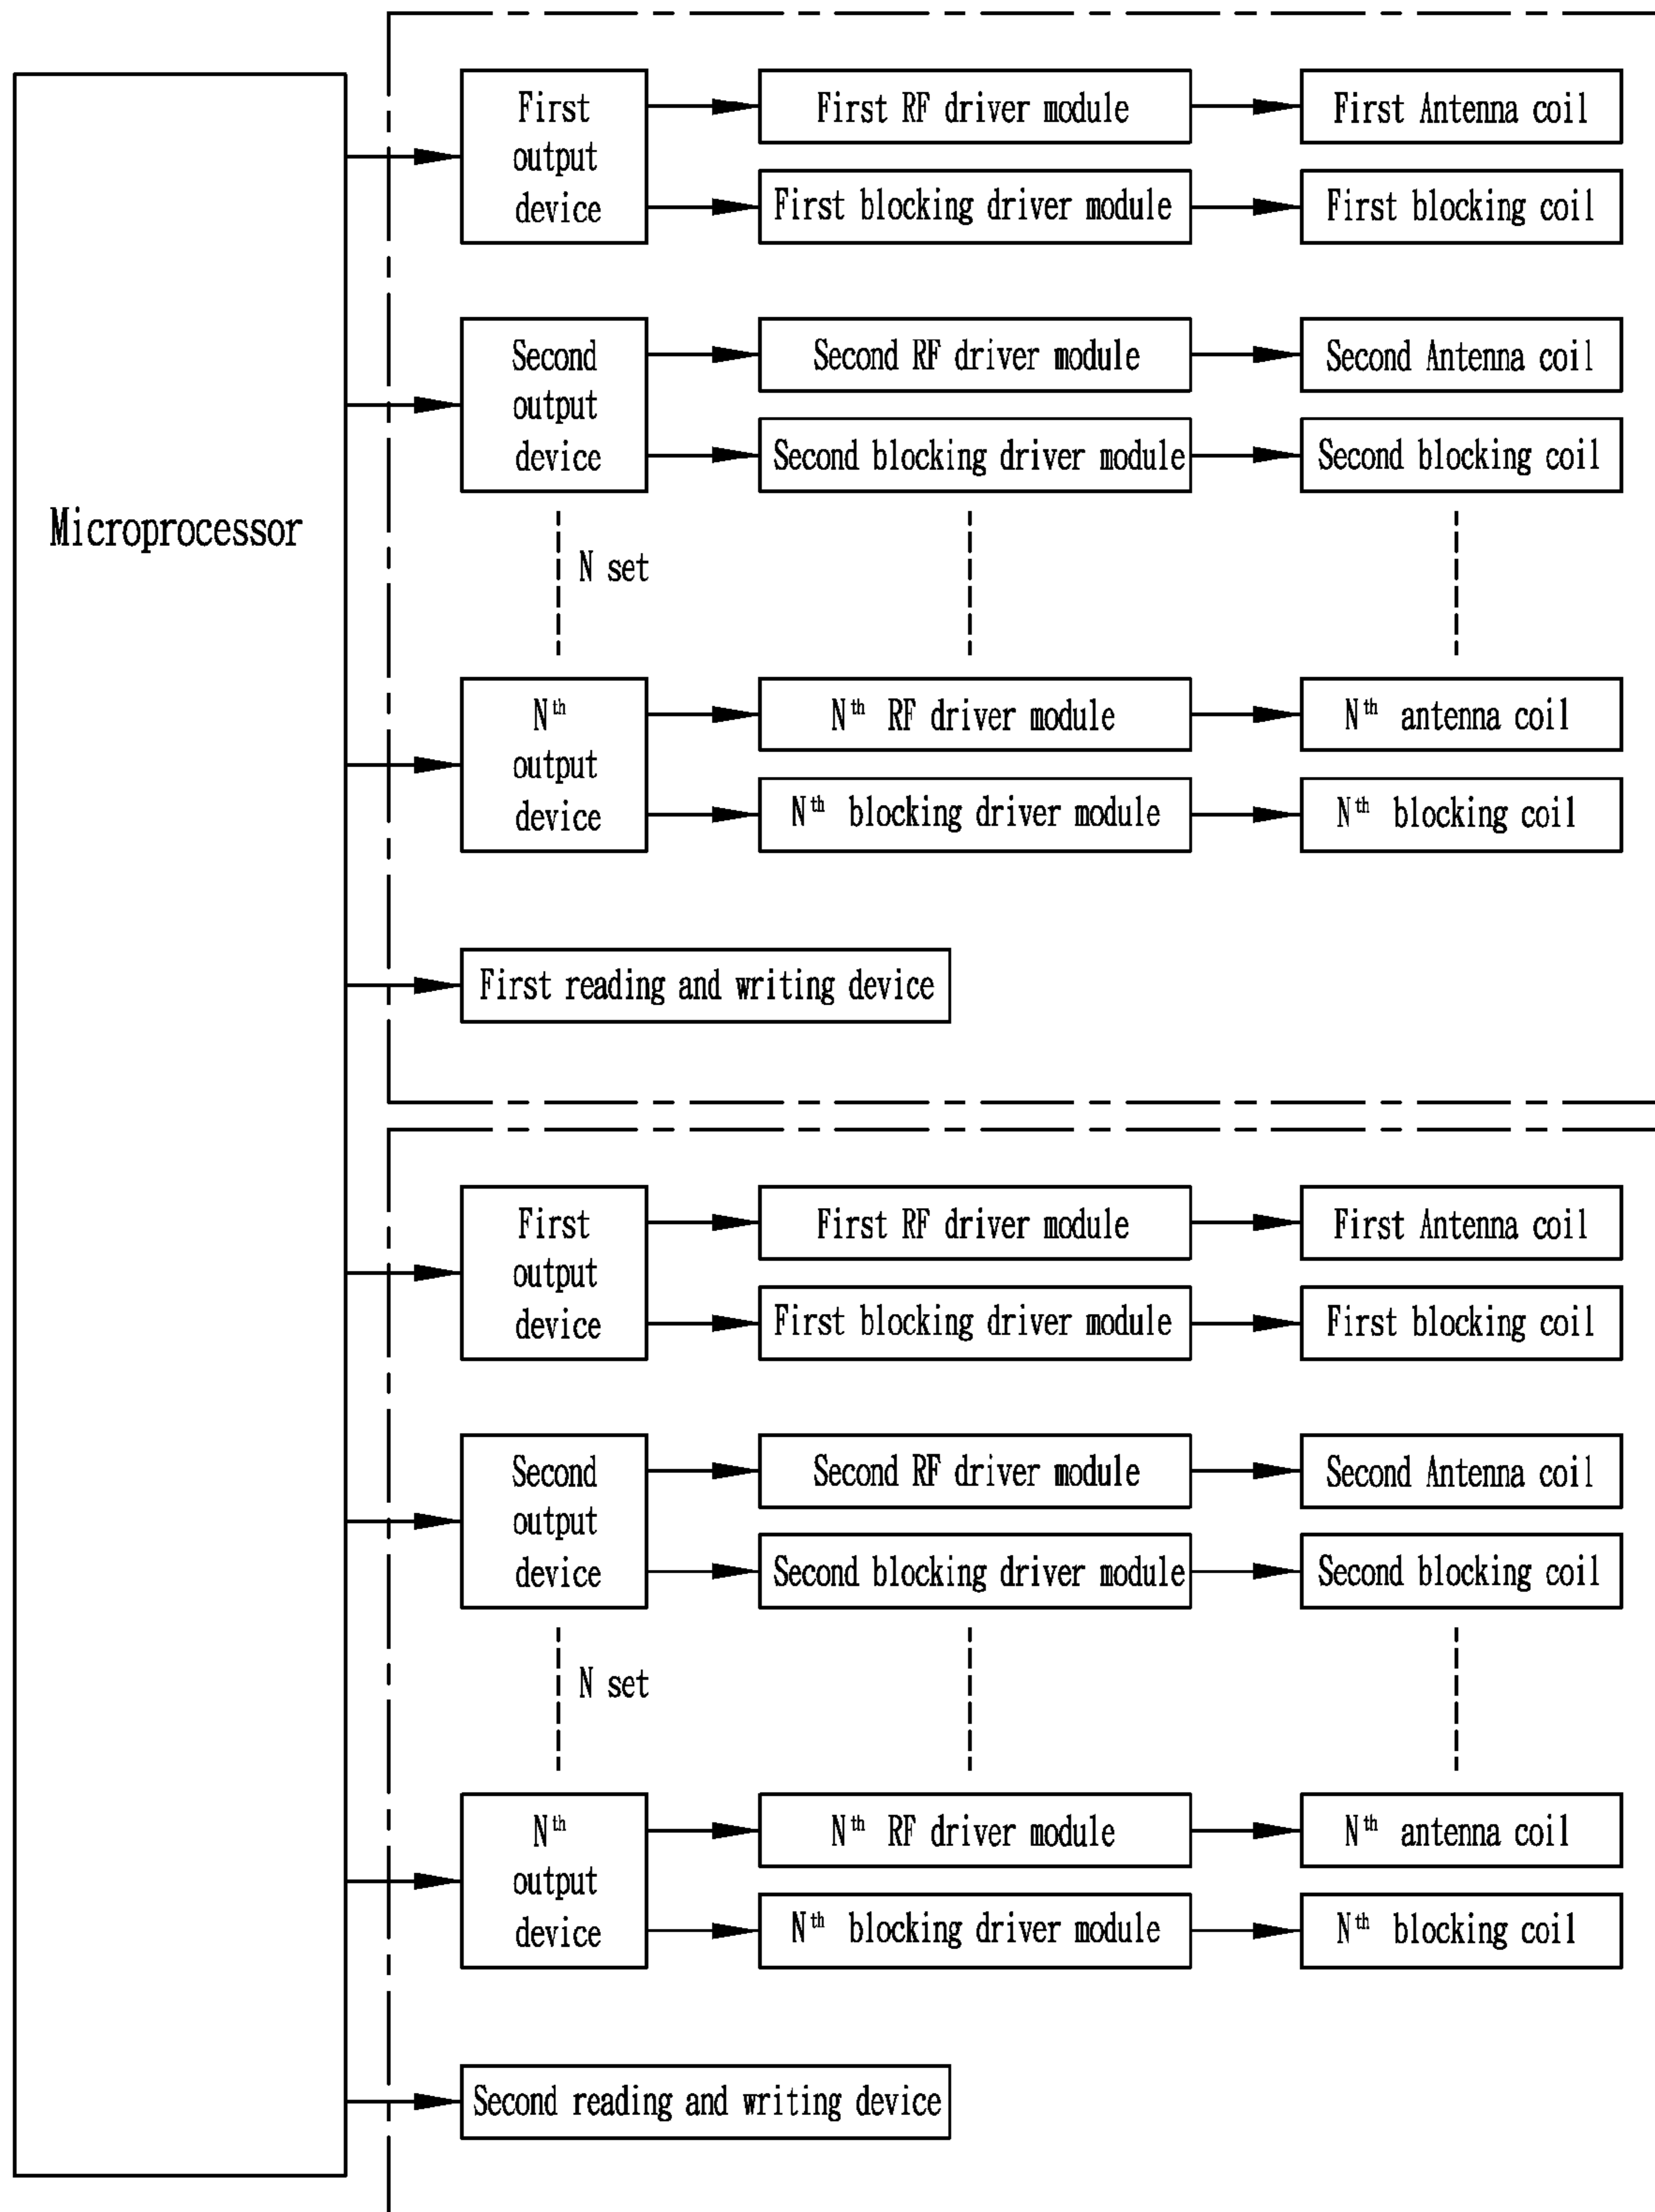 Microprocessor
First
output
device
First RF driver module
First Antenna coil
First blocking driver module
First blocking coil
Second
output
device
Second RF driver module
Second Antenna coil
Second blocking driver module
Second blocking coil
N set
Nth
output
device
Nth RF driver module
Nth antenna coil
Nth blocking driver module
Nth blocking coil
First reading and writing device
First
output
device
First RF driver module
First Antenna coil
First blocking driver module
First blocking coil
Second
output
device
Second RF driver module
Second Antenna coil
Second blocking driver module
Second blocking coil
N set
Nth
output
device
Nth RF driver module
Nth antenna coil
Nth blocking driver module
Nth blocking coil
Second reading and writing device